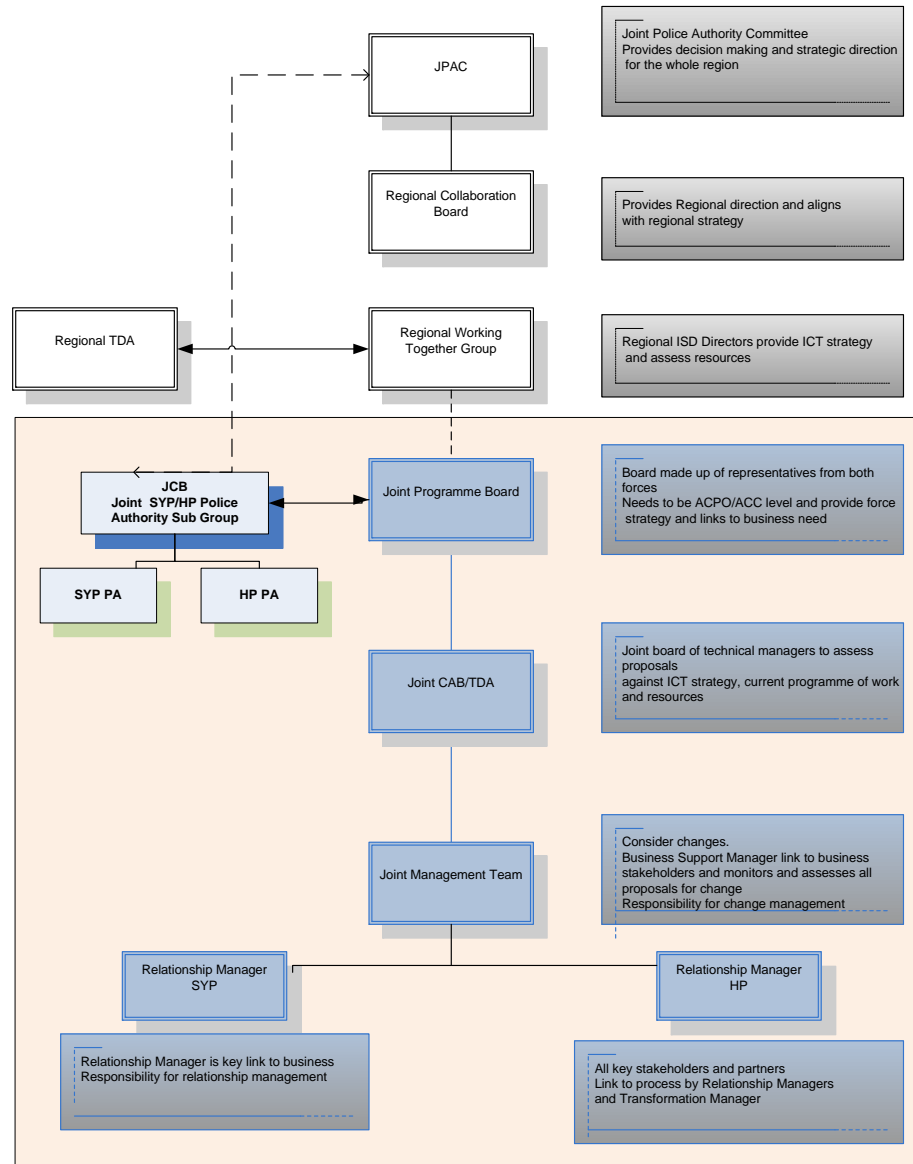 JPAC
Joint Police Authority Committee
Provides decision making and strategic direction
for the whole region
Regional Collaboration
Board
Provides Regional direction and aligns
with regional strategy
Regional TDA
Regional Working
Together Group
Regional ISD Directors provide ICT strategy
and assess resources
JCB
Joint SYP/HP Police
Authority Sub Group
Joint Programme Board
Board made up of representatives from both
forces
Needs to be ACPO/ACC level and provide force
strategy and links to business need
SYP PA
HP PA
Joint CAB/TDA
Joint board of technical managers to assess
proposals
against ICT strategy, current programme of work
and resources
Joint Management Team
Consider changes.
Business Support Manager link to business
stakeholders and monitors and assesses all
proposals for change
Responsibility for change management
Relationship Manager
SYP
Relationship Manager
HP
Relationship Manager is key link to business
Responsibility for relationship management
All key stakeholders and partners
Link to process by Relationship Managers
and Transformation Manager